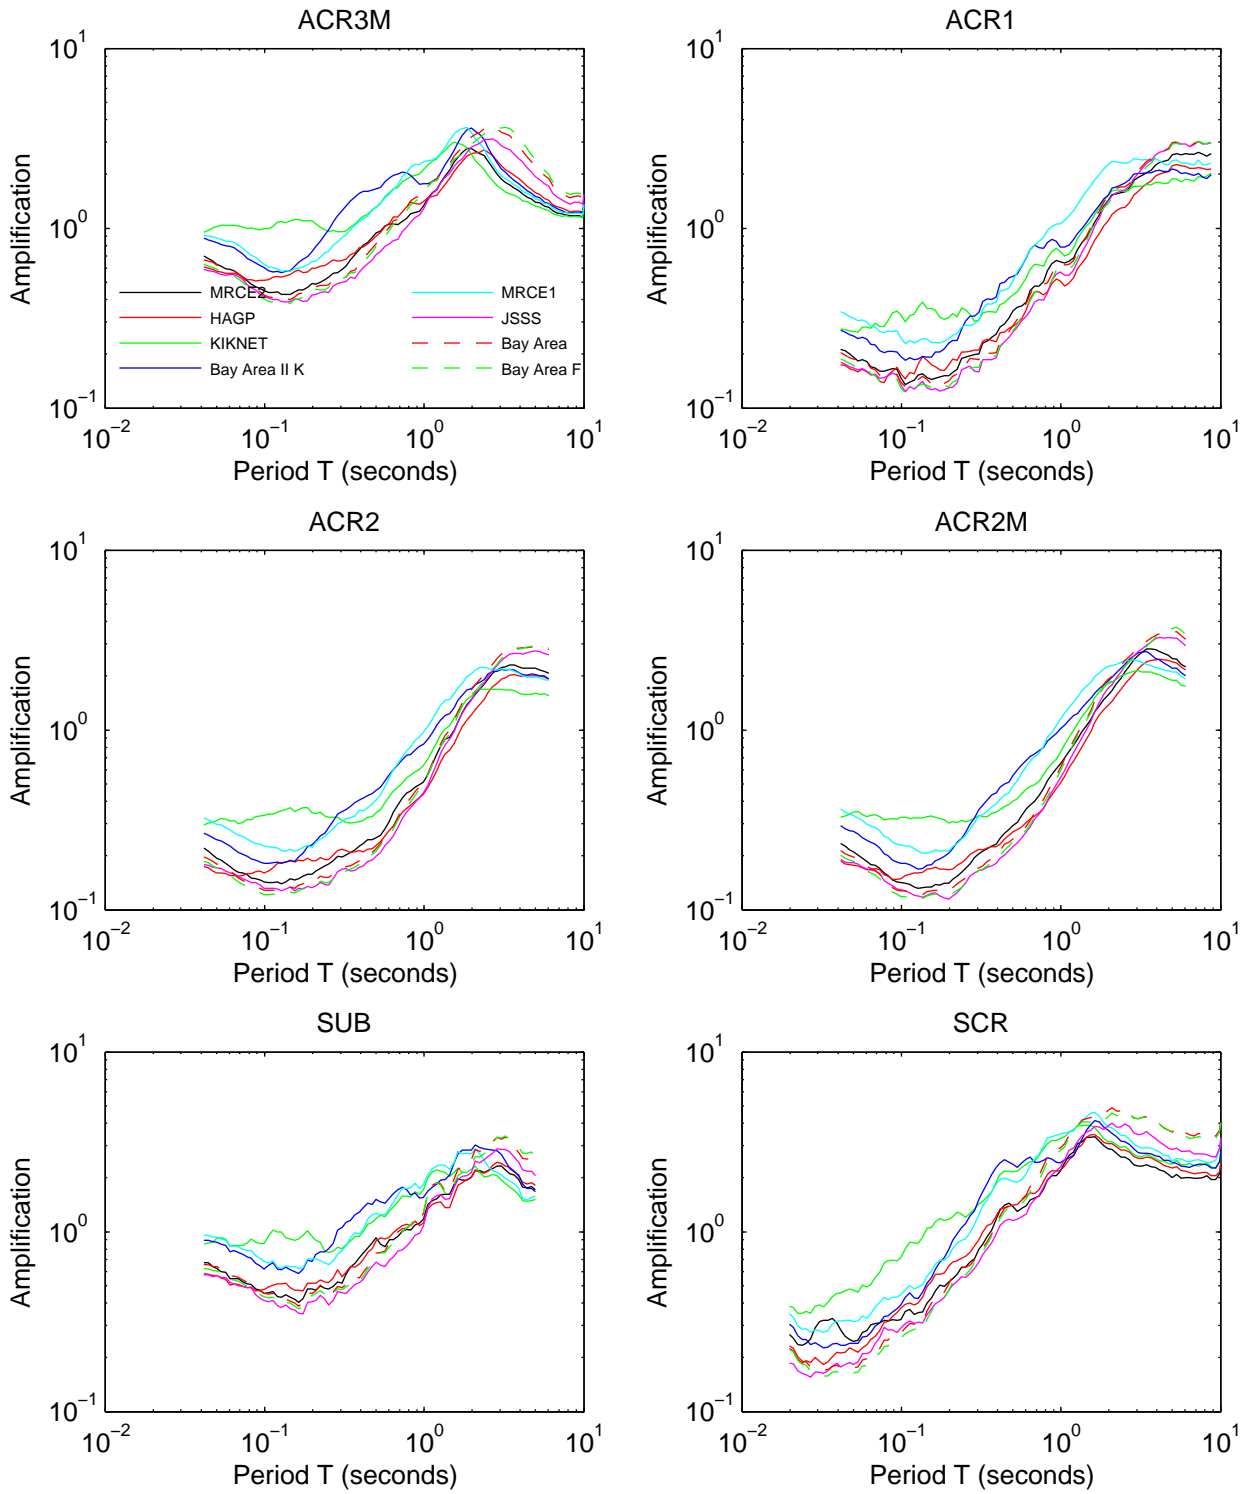 ACR3M
ACR1
10^1
10^0
10^−1
10^−2
10^−1
10^0
10^1
Amplification
Period T (seconds)
MRCE2
HAGP
KIKNET
Bay Area II K
MRCE1
JSSS
Bay Area
Bay Area F
10^1
10^0
10^−1
10^−2
10^−1
10^0
10^1
Amplification
Period T (seconds)
ACR2
ACR2M
10^1
10^0
10^−1
10^−2
10^−1
10^0
10^1
Amplification
Period T (seconds)
10^1
10^0
10^−1
10^−2
10^−1
10^0
10^1
Amplification
Period T (seconds)
SUB
SCR
10^1
10^0
10^−1
10^−2
10^−1
10^0
10^1
Amplification
Period T (seconds)
10^1
10^0
10^−1
10^−2
10^−1
10^0
10^1
Amplification
Period T (seconds)